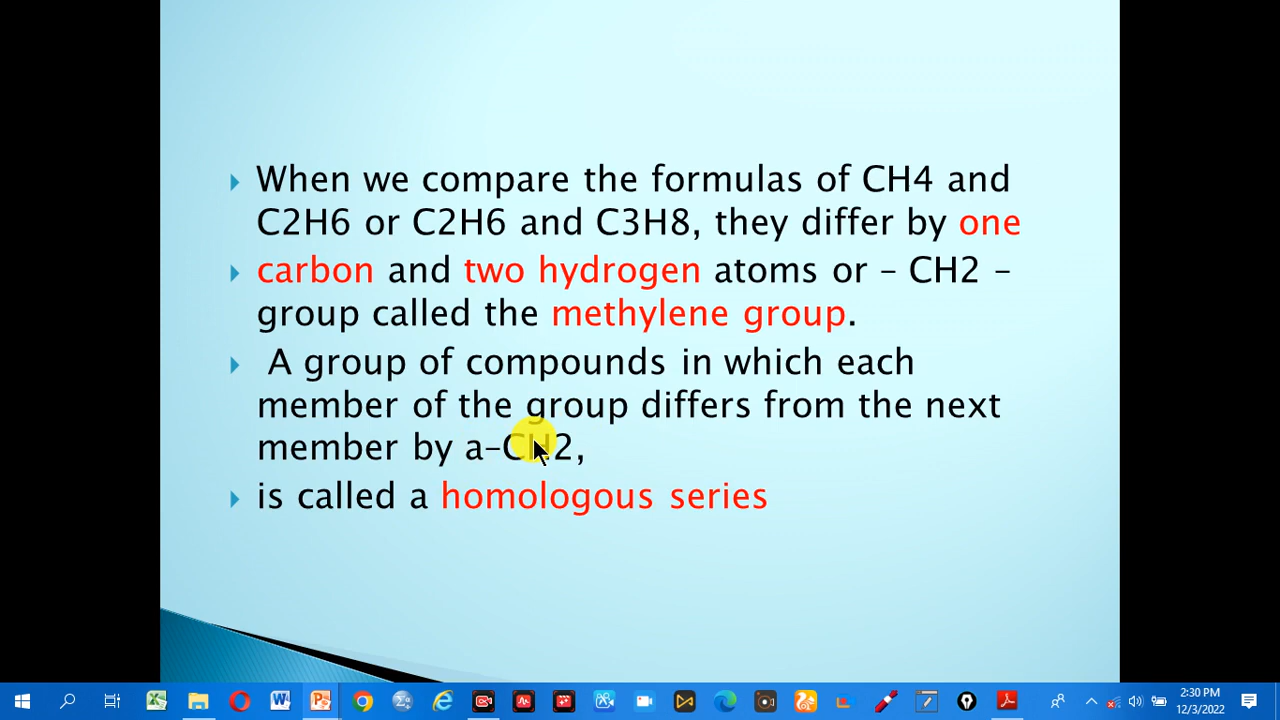 When we compare the formulas of CH4 and
C2H6 or C2H6 and C3H8, they differ by one
carbon and two hydrogen atoms or – CH2 –
group called the methylene group.
A group of compounds in which each
member of the group differs from the next
member by a–CH2,
is called a homologous series
2:30 PM
12/3/2022